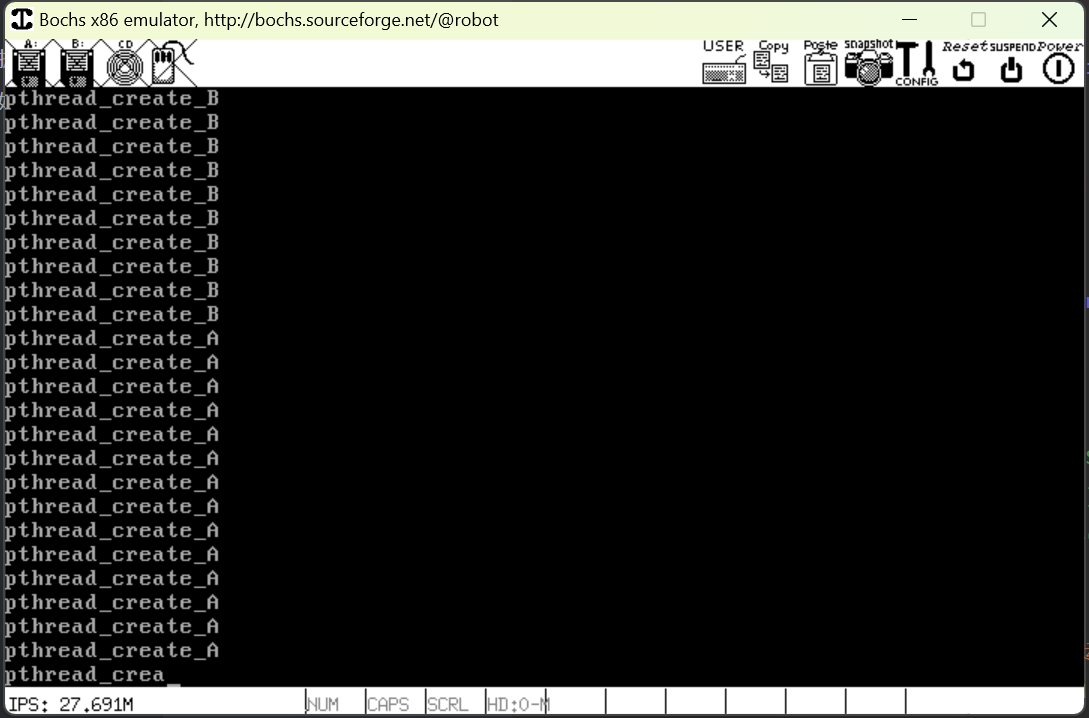 Bochs x86 emulator, http://bochs.sourceforge.net/@robot
A: B: CD USER Copy Paste snapshot CONFIG Reset SUSPEND Power
pthread_create_B
pthread_create_B
pthread_create_B
pthread_create_B
pthread_create_B
pthread_create_B
pthread_create_B
pthread_create_B
pthread_create_B
pthread_create_B
pthread_create_A
pthread_create_A
pthread_create_A
pthread_create_A
pthread_create_A
pthread_create_A
pthread_create_A
pthread_create_A
pthread_create_A
pthread_create_A
pthread_create_A
pthread_create_A
pthread_create_A
pthread_create_A
pthread_crea_
IPS: 27.691M NUM CAPS SCRL HD:0-M